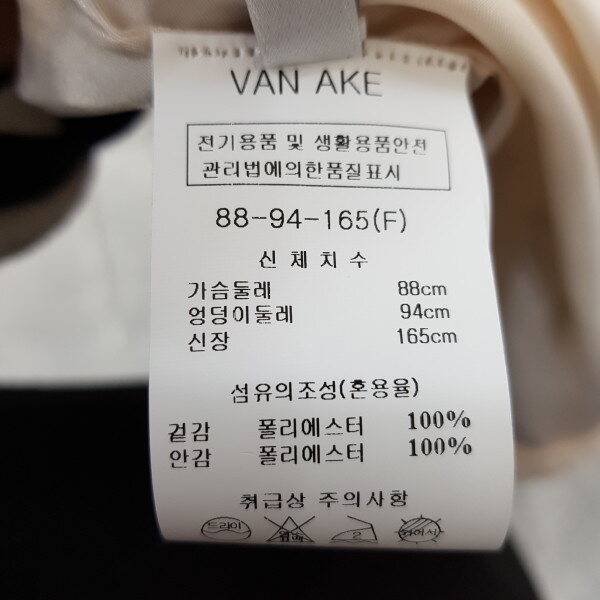 VAN AKE
전기용품 및 생활용품안전
관리법에의한품질표시
88-94-165(F)
신 체 치 수
가슴둘레 88cm
엉덩이둘레 94cm
신장 165cm
섬유의조성(혼용율)
겉감 폴리에스터 100%
안감 폴리에스터 100%
취급상 주의사항
드라이 2